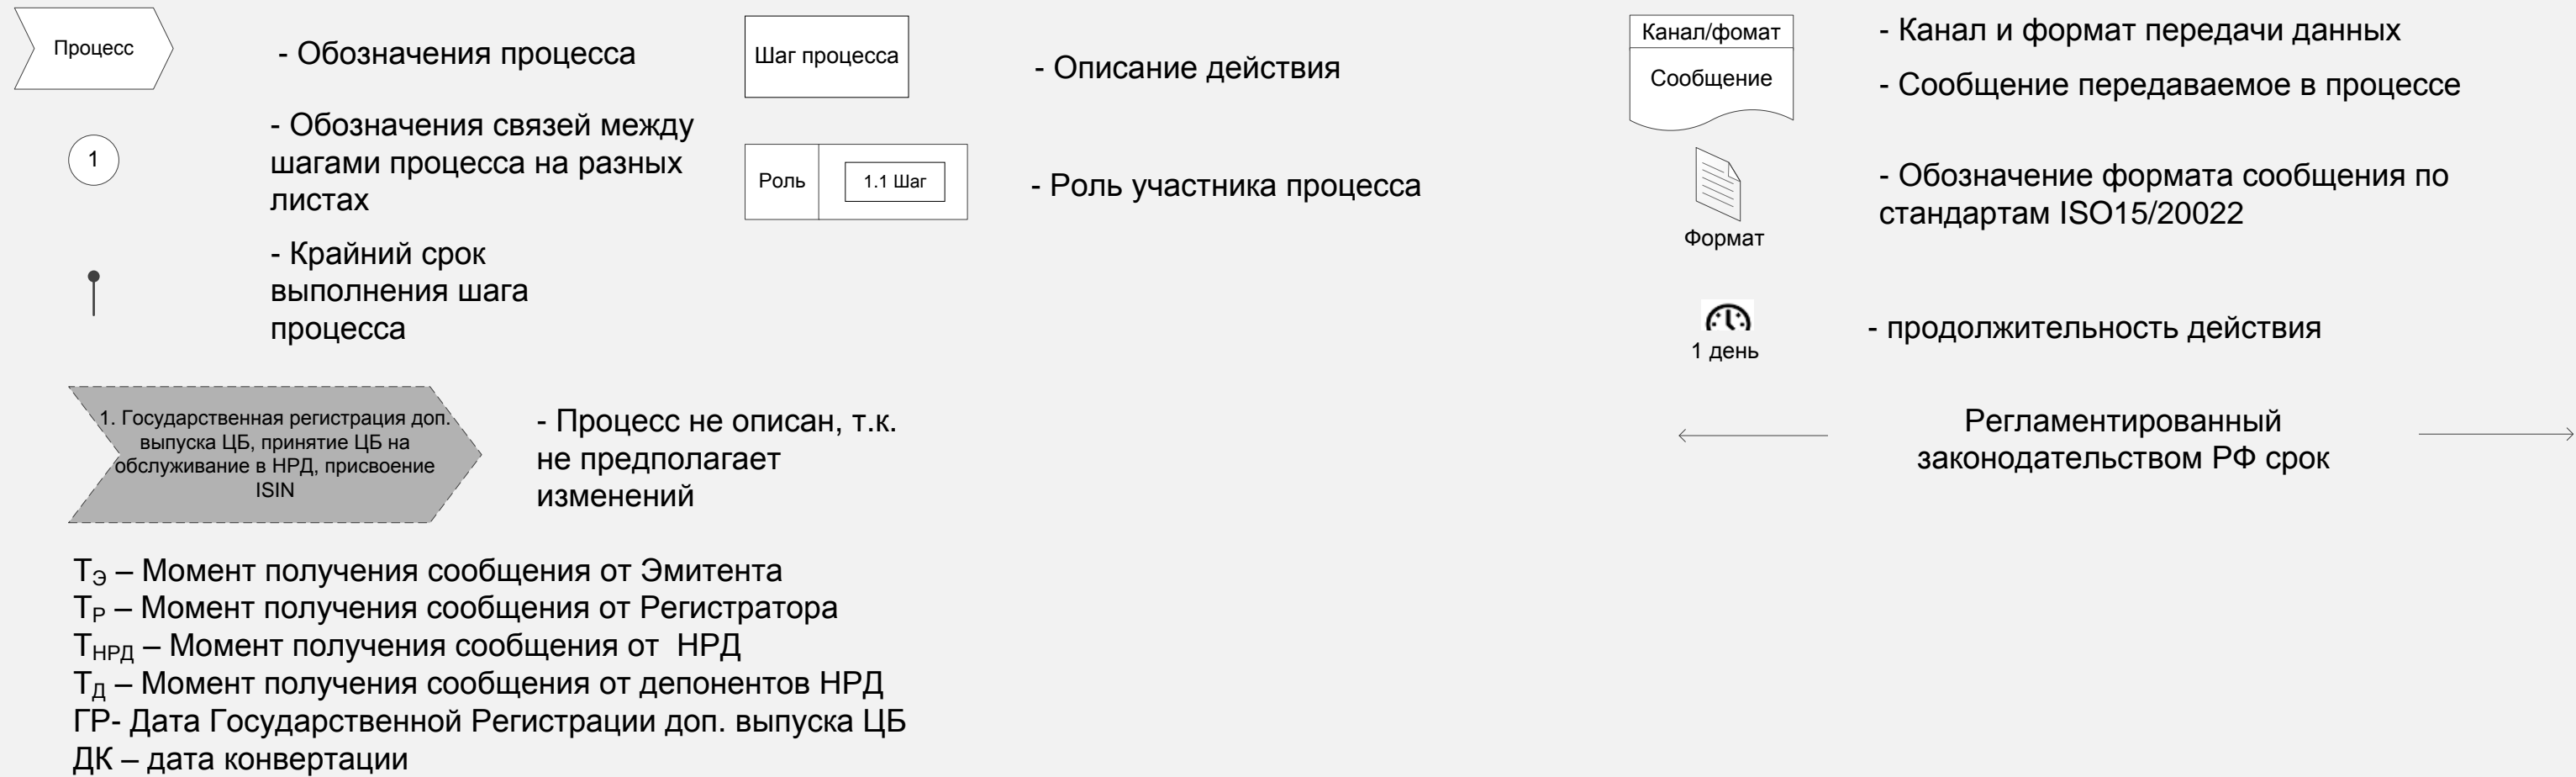 Процесс
- Обозначения процесса
1
- Обозначения связей между
шагами процесса на разных
листах
- Крайний срок
выполнения шага
процесса
Шаг процесса
- Описание действия
Роль
1.1 Шаг
- Роль участника процесса
Канал/фомат
Сообщение
- Канал и формат передачи данных
- Сообщение передаваемое в процессе
Формат
- Обозначение формата сообщения по
стандартам ISO15/20022
1 день
- продолжительность действия
1. Государственная регистрация доп.
выпуска ЦБ, принятие ЦБ на
обслуживание в НРД, присвоение
ISIN
- Процесс не описан, т.к.
не предполагает
изменений
Регламентированный
законодательством РФ срок
TЭ – Момент получения сообщения от Эмитента
TР – Момент получения сообщения от Регистратора
TНРД – Момент получения сообщения от НРД
TД – Момент получения сообщения от депонентов НРД
ГР- Дата Государственной Регистрации доп. выпуска ЦБ
ДК – дата конвертации